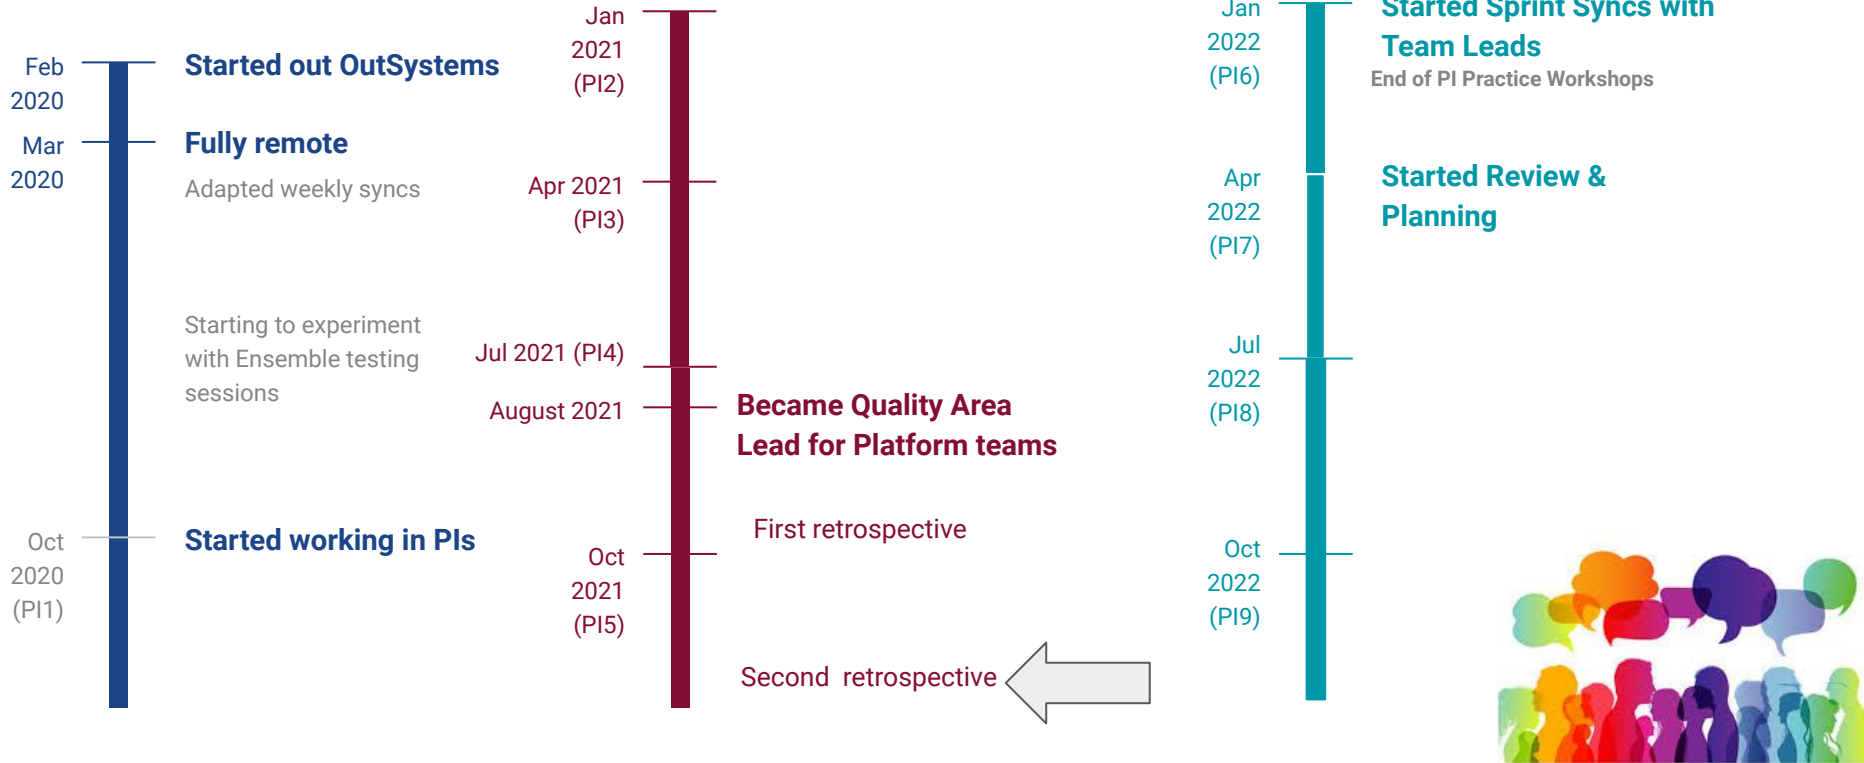 Feb
2020
Started out OutSystems
Mar
2020
Fully remote
Adapted weekly syncs
Starting to experiment
with Ensemble testing
sessions
Oct
2020
(PI1)
Started working in PIs
Jan
2021
(PI2)
Apr 2021
(PI3)
Jul 2021 (PI4)
August 2021
Became Quality Area
Lead for Platform teams
First retrospective
Oct
2021
(PI5)
Second retrospective
Jan
2022
(PI6)
Started Sprint Syncs with
Team Leads
End of PI Practice Workshops
Apr
2022
(PI7)
Started Review &
Planning
Jul
2022
(PI8)
Oct
2022
(PI9)